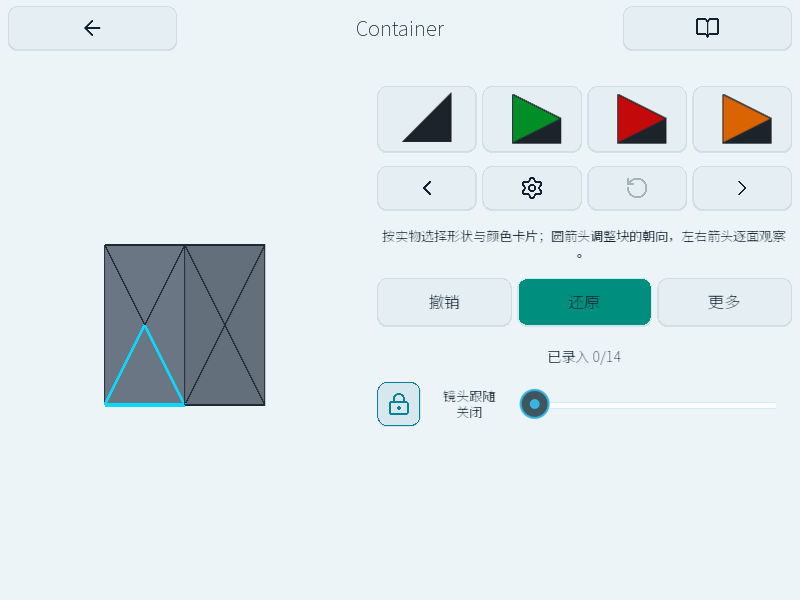 Container
按实物选择形状与颜色卡片；圆箭头调整块的朝向，左右箭头逐面观察
。
撤销
还原
更多
已录入 0/14
镜头跟随
关闭